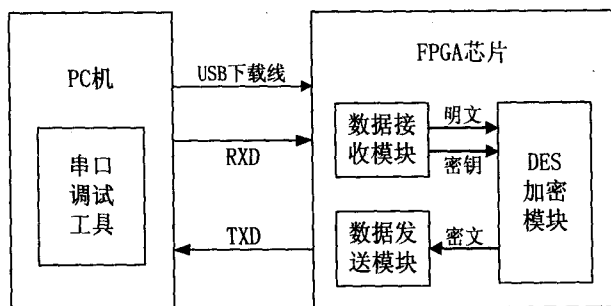 PC机
串口
调试
工具
USB下载线
RXD
TXD
FPGA芯片
数据接
收模块
明文
密钥
DES
加密
模块
数据发
送模块
密文